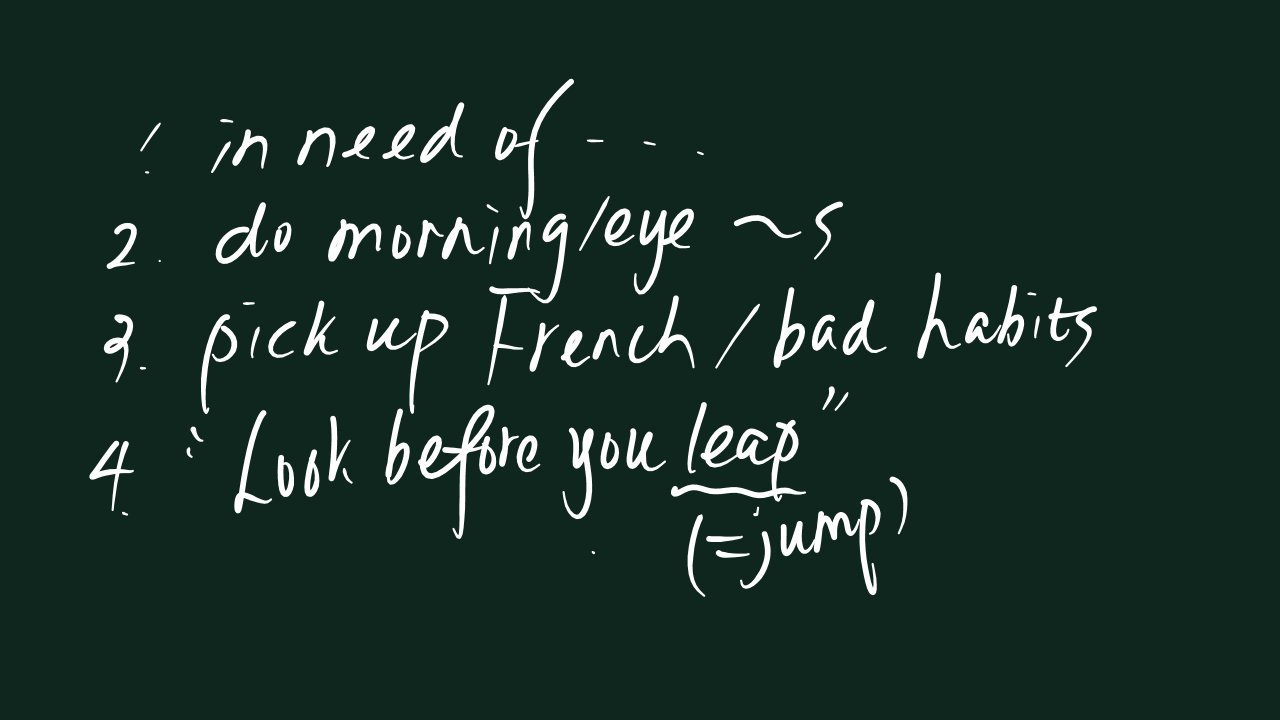 1. in need of - - - .
2. do morning/eye ~s
3. pick up French / bad habits
4. "Look before you leap"
(=jump)